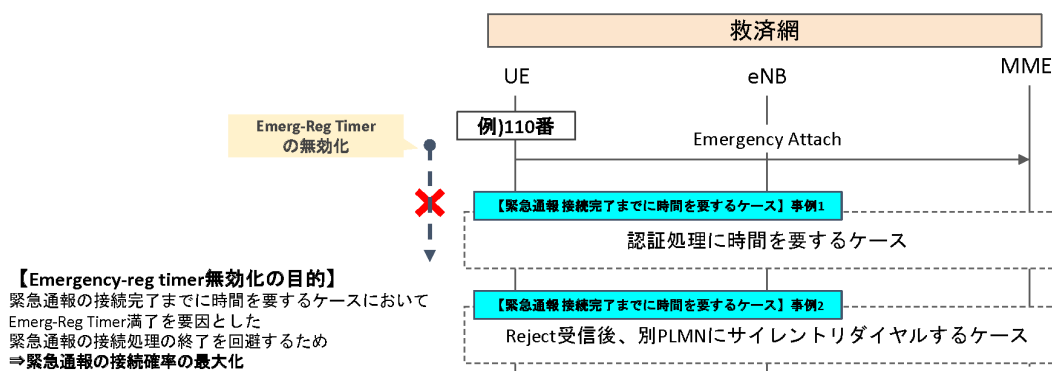 救済網
UE
eNB
MME
Emerg-Reg Timer
の無効化
例)110番
Emergency Attach
【緊急通報 接続完了までに時間を要するケース】事例1
認証処理に時間を要するケース
【Emergency-reg timer無効化の目的】
緊急通報の接続完了までに時間を要するケースにおいて
Emerg-Reg Timer満了を要因とした
緊急通報の接続処理の終了を回避するため
⇒緊急通報の接続確率の最大化
【緊急通報 接続完了までに時間を要するケース】事例2
Reject受信後、別PLMNにサイレントリダイヤルするケース